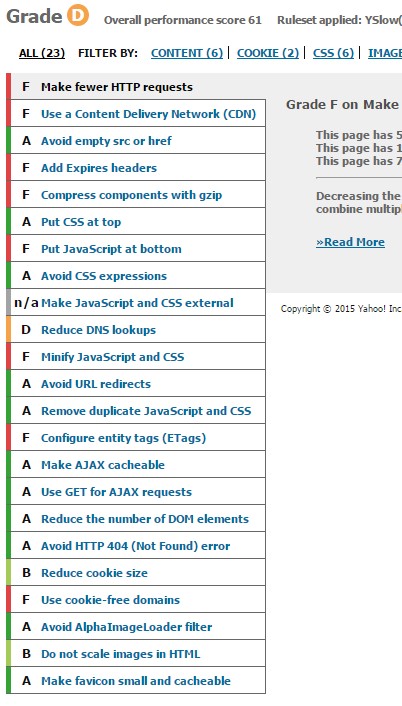 Grade D Overall performance score 61 Ruleset applied: YSlow(
ALL (23) FILTER BY: CONTENT (6) | COOKIE (2) | CSS (6) | IMAGE
F Make fewer HTTP requests
F Use a Content Delivery Network (CDN)
A Avoid empty src or href
F Add Expires headers
F Compress components with gzip
A Put CSS at top
F Put JavaScript at bottom
A Avoid CSS expressions
n/a Make JavaScript and CSS external
D Reduce DNS lookups
F Minify JavaScript and CSS
A Avoid URL redirects
A Remove duplicate JavaScript and CSS
F Configure entity tags (ETags)
A Make AJAX cacheable
A Use GET for AJAX requests
A Reduce the number of DOM elements
A Avoid HTTP 404 (Not Found) error
B Reduce cookie size
F Use cookie-free domains
A Avoid AlphaImageLoader filter
B Do not scale images in HTML
A Make favicon small and cacheable
Grade F on Make
This page has 5
This page has 1
This page has 7
Decreasing the
combine multip
»Read More
Copyright © 2015 Yahoo! Inc